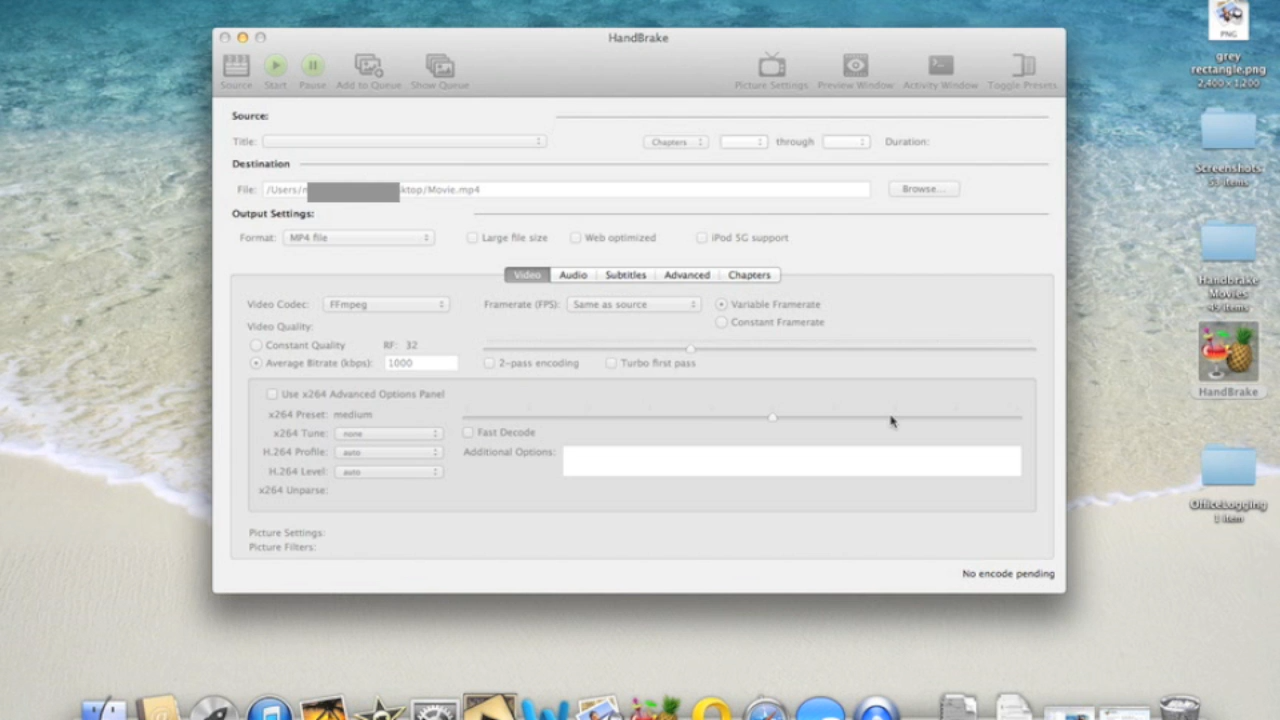 HandBrake
PNG
grey
rectangle.png
2,400 × 1,200
Source Start Pause Add to Queue Show Queue Picture Settings Preview Window Activity Window Toggle Presets
Source:
Title: Chapters through Duration:
Destination
File: /Users/ ktop/Movie.mp4 Browse...
Output Settings:
Format: MP4 file Large file size Web optimized iPod 5G support
Video Audio Subtitles Advanced Chapters
Video Codec: FFmpeg Framerate (FPS): Same as source Variable Framerate
Constant Framerate
Video Quality:
Constant Quality RF: 32
Average Bitrate (kbps): 1000 2-pass encoding Turbo first pass
Use x264 Advanced Options Panel
x264 Preset: medium
x264 Tune: none Fast Decode
H.264 Profile: auto Additional Options:
H.264 Level: auto
x264 Unparse:
Picture Settings:
Picture Filters:
No encode pending
Screenshots
Handbrake
Movies
HandBrake
OfficeLogging
1 item